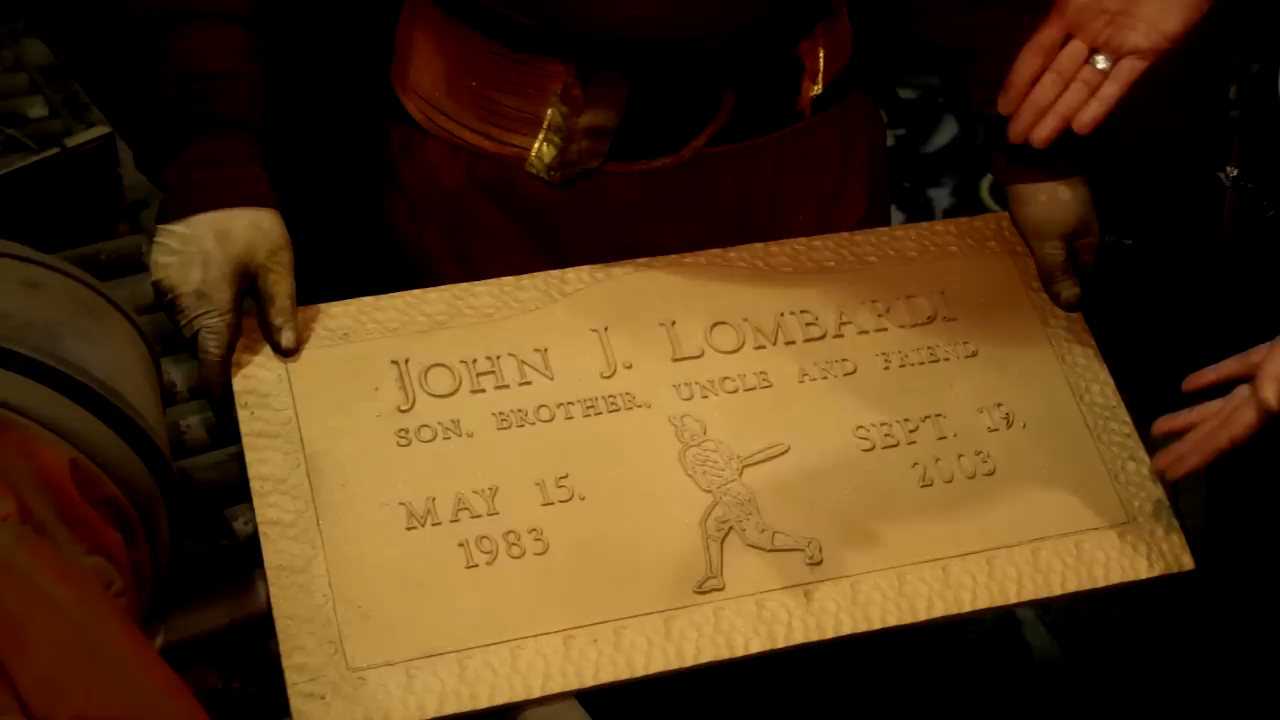 JOHN J. LOMBARDI
SON, BROTHER, UNCLE AND FRIEND
MAY 15,
1983
SEPT. 19,
2003